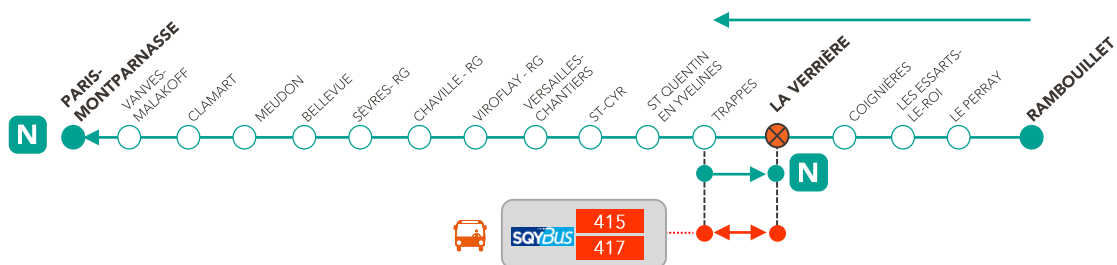 N
PARIS-
MONTPARNASSE
VANVES-
MALAKOFF
CLAMART
MEUDON
BELLEVUE
SÈVRES- RG
CHAVILLE - RG
VIROFLAY - RG
VERSAILLES-
CHANTIERS
ST-CYR
ST QUENTIN
EN YVELINES
TRAPPES
LA VERRIÈRE
COIGNIÈRES
LES ESSARTS-
LE-ROI
LE PERRAY
RAMBOUILLET
N
SQYBUS
415
417